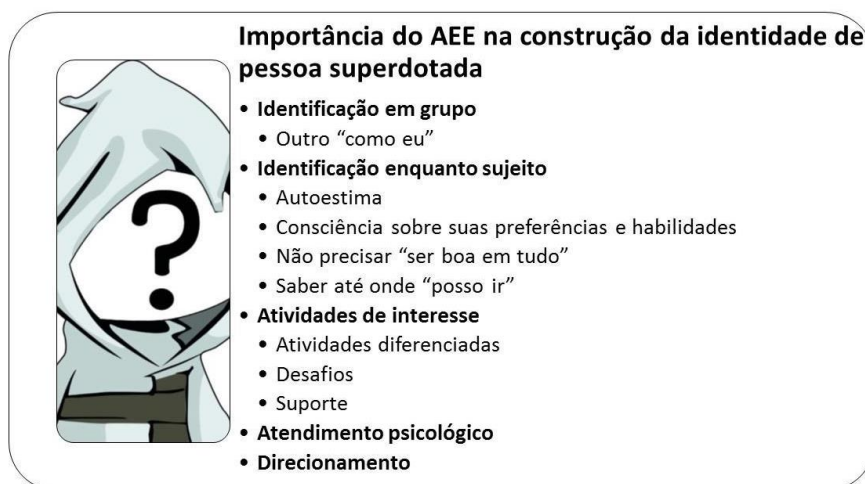 Importância do AEE na construção da identidade de
pessoa superdotada
• Identificação em grupo
• Outro “como eu”
• Identificação enquanto sujeito
• Autoestima
• Consciência sobre suas preferências e habilidades
• Não precisar “ser boa em tudo”
• Saber até onde “posso ir”
• Atividades de interesse
• Atividades diferenciadas
• Desafios
• Suporte
• Atendimento psicológico
• Direcionamento
?